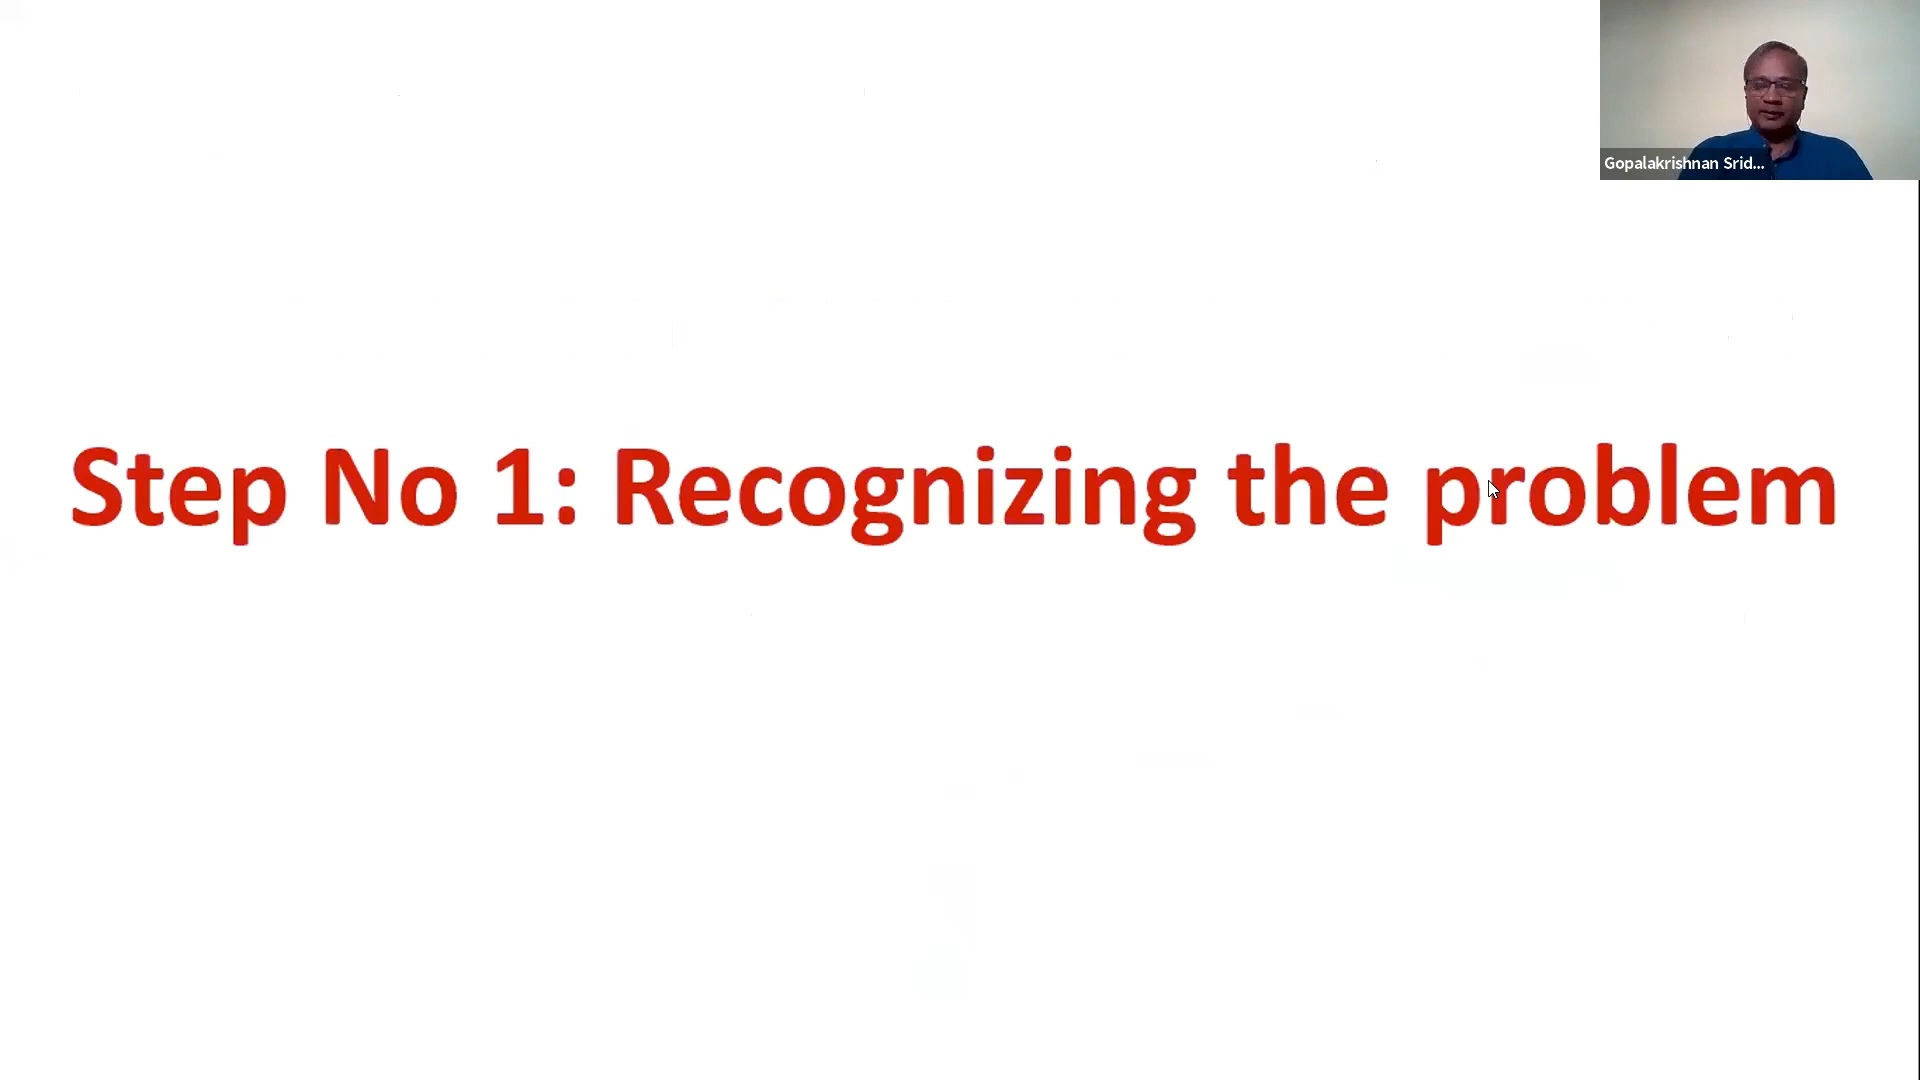 Gopalakrishnan Srid...
Step No 1: Recognizing the problem